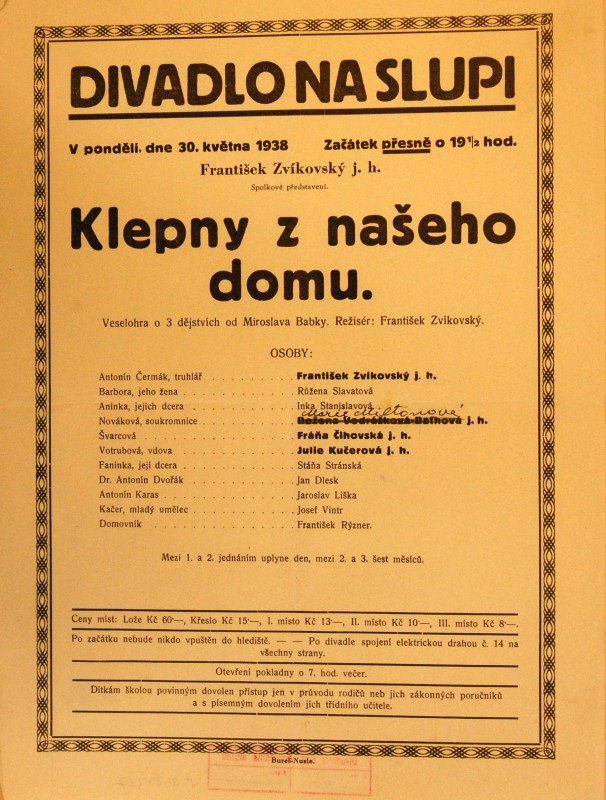 DIVADLO NA SLUPI
V pondělí, dne 30. května 1938 Začátek přesně o 19 1/2 hod.
František Zvíkovský j. h.
Spolkové představení.
Klepny z našeho
domu.
Veselohra o 3 dějstvích od Miroslava Babky. Režisér: František Zvíkovský.
OSOBY:
Antonín Čermák, truhlář . . . . . . . . . František Zvíkovský j. h.
Barbora, jeho žena . . . . . . . . . . Růžena Slavatová
Aninka, jejich dcera . . . . . . . . . Inka Stanislavová
Marie Miltonová
Nováková, soukromnice . . . . . . . . . Božena Vodrážková-Baľhová j. h.
Švarcová . . . . . . . . . . . . Fráňa Čihovská j. h.
Votrubová, vdova . . . . . . . . . . Julie Kučerová j. h.
Faninka, její dcera . . . . . . . . . . Stáňa Stránská
Dr. Antonín Dvořák . . . . . . . . . . Jan Dlesk
Antonín Karas . . . . . . . . . . . Jaroslav Liška
Kačer, mladý umělec . . . . . . . . . Josef Vintr
Domovník . . . . . . . . . . . . František Rýzner.
Mezi 1. a 2. jednáním uplyne den, mezi 2. a 3. šest měsíců.
Ceny míst: Lože Kč 60·—, Křeslo Kč 15·—, I. místo Kč 13·—, II. místo Kč 10·—, III. místo Kč 8·—.
Po začátku nebude nikdo vpuštěn do hlediště. — — Po divadle spojení elektrickou drahou č. 14 na
všechny strany.
Otevření pokladny o 7. hod. večer.
Dítkám školou povinným dovolen přístup jen v průvodu rodičů neb jich zákonných poručníků
a s písemným dovolením jich třídního učitele.
Bureš-Nusle.